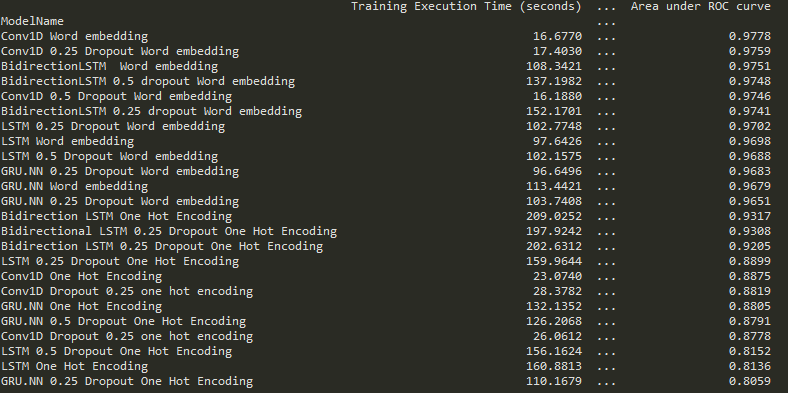 Training Execution Time (seconds) ... Area under ROC curve
ModelName ...
Conv1D Word embedding 16.6770 ... 0.9778
Conv1D 0.25 Dropout Word embedding 17.4030 ... 0.9759
BidirectionLSTM  Word embedding 108.3421 ... 0.9751
BidirectionLSTM 0.5 dropout Word embedding 137.1982 ... 0.9748
Conv1D 0.5 Dropout Word embedding 16.1880 ... 0.9746
BidirectionLSTM 0.25 dropout Word embedding 152.1701 ... 0.9741
LSTM 0.25 Dropout Word embedding 102.7748 ... 0.9702
LSTM Word embedding 97.6426 ... 0.9698
LSTM 0.5 Dropout Word embedding 102.1575 ... 0.9688
GRU.NN 0.25 Dropout Word embedding 96.6496 ... 0.9683
GRU.NN Word embedding 113.4421 ... 0.9679
GRU.NN 0.25 Dropout Word embedding 103.7408 ... 0.9651
Bidirection LSTM One Hot Encoding 209.0252 ... 0.9317
Bidirectional LSTM 0.25 Dropout One Hot Encoding 197.9242 ... 0.9308
Bidirection LSTM 0.25 Dropout One Hot Encoding 202.6312 ... 0.9205
LSTM 0.25 Dropout One Hot Encoding 159.9644 ... 0.8899
Conv1D One Hot Encoding 23.0740 ... 0.8875
Conv1D Dropout 0.25 one hot encoding 28.3782 ... 0.8819
GRU.NN One Hot Encoding 132.1352 ... 0.8805
GRU.NN 0.5 Dropout One Hot Encoding 126.2068 ... 0.8791
Conv1D Dropout 0.25 one hot encoding 26.0612 ... 0.8778
LSTM 0.5 Dropout One Hot Encoding 156.1624 ... 0.8152
LSTM One Hot Encoding 160.8813 ... 0.8136
GRU.NN 0.25 Dropout One Hot Encoding 110.1679 ... 0.8059